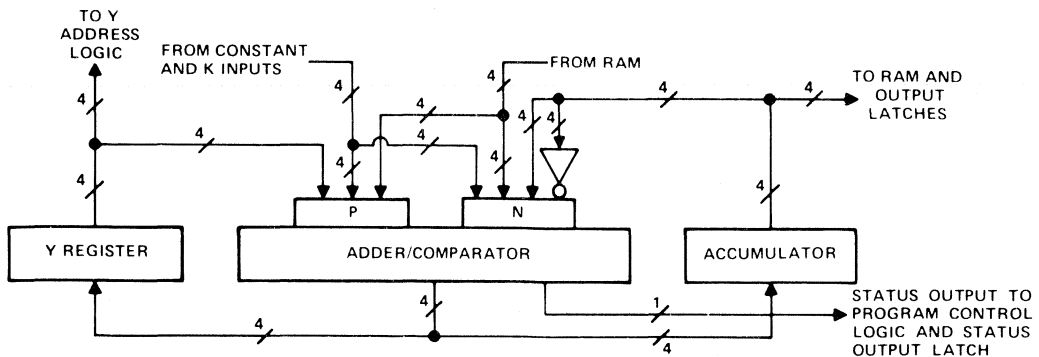 TO Y
ADDRESS
LOGIC
FROM CONSTANT
AND K INPUTS
FROM RAM
TO RAM AND
OUTPUT
LATCHES
4
4
4
4
4
4
4
4
4
4
4
4
4
4
P
N
Y REGISTER
ADDER/COMPARATOR
ACCUMULATOR
4
4
4
1
STATUS OUTPUT TO
PROGRAM CONTROL
LOGIC AND STATUS
OUTPUT LATCH